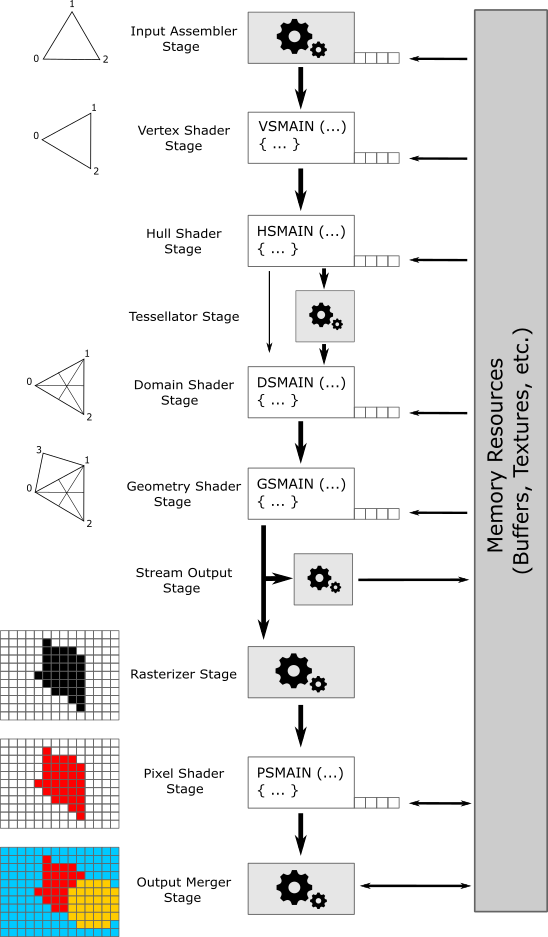 1
0
2
Input Assembler
Stage
1
0
2
Vertex Shader
Stage
VSMAIN (...)
{ ... }
Hull Shader
Stage
HSMAIN (...)
{ ... }
Tessellator Stage
1
0
2
Domain Shader
Stage
DSMAIN (...)
{ ... }
3
1
0
2
Geometry Shader
Stage
GSMAIN (...)
{ ... }
Stream Output
Stage
Rasterizer Stage
Pixel Shader
Stage
PSMAIN (...)
{ ... }
Output Merger
Stage
Memory Resources
(Buffers, Textures, etc.)